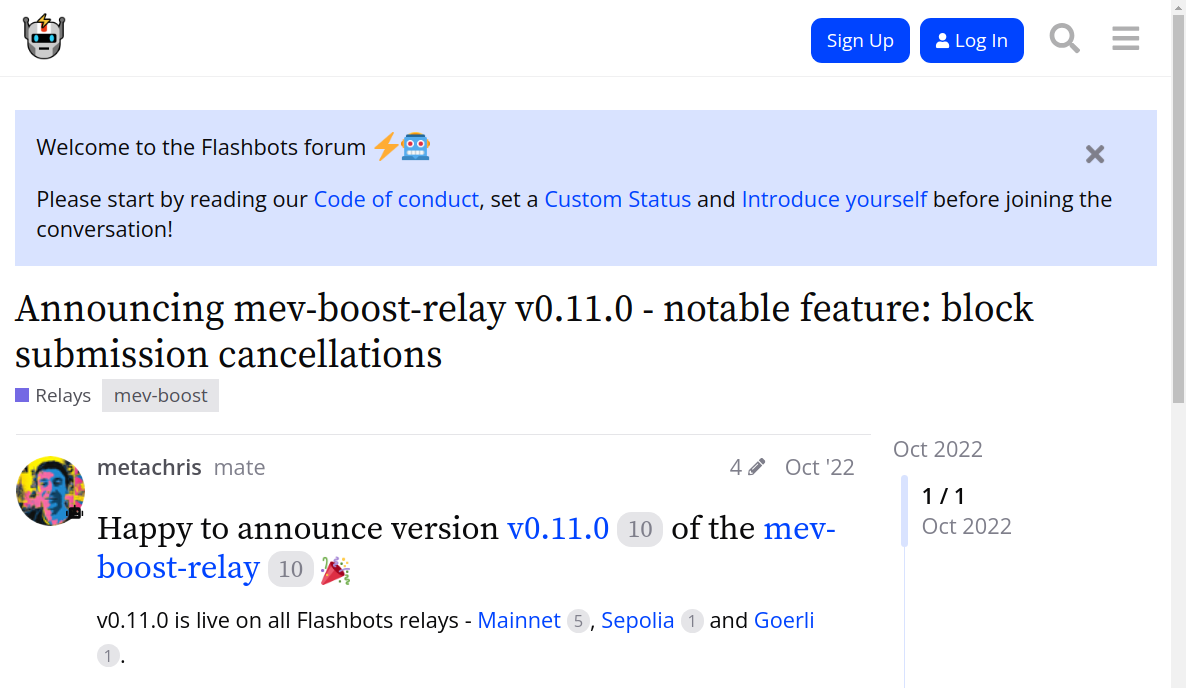 Sign Up
Log In
Welcome to the Flashbots forum
Please start by reading our Code of conduct, set a Custom Status and Introduce yourself before joining the
conversation!
Announcing mev-boost-relay v0.11.0 - notable feature: block
submission cancellations
Relays mev-boost
metachris mate 4 Oct '22
Oct 2022
1 / 1
Oct 2022
Happy to announce version v0.11.0 10 of the mev-
boost-relay 10
v0.11.0 is live on all Flashbots relays - Mainnet 5, Sepolia 1 and Goerli
1.